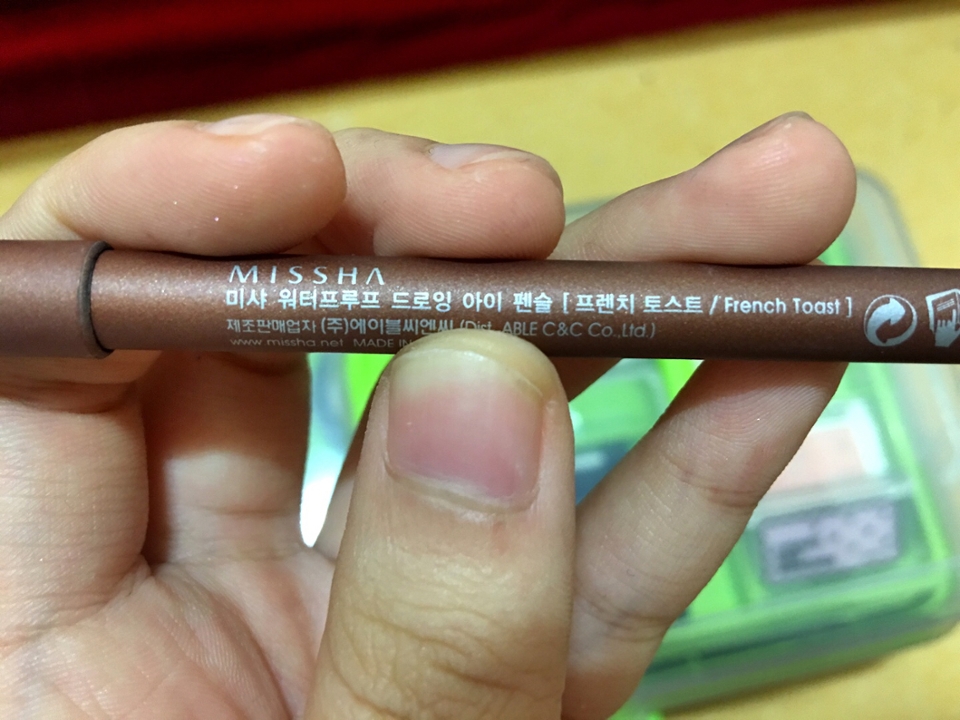 MISSHA
미샤 워터프루프 드로잉 아이 펜슬 [ 프렌치 토스트 / French Toast ]
제조판매업자 (주)에이블씨엔씨 (Dist. ABLE C&C Co.,Ltd.)
www.missha.net MADE IN